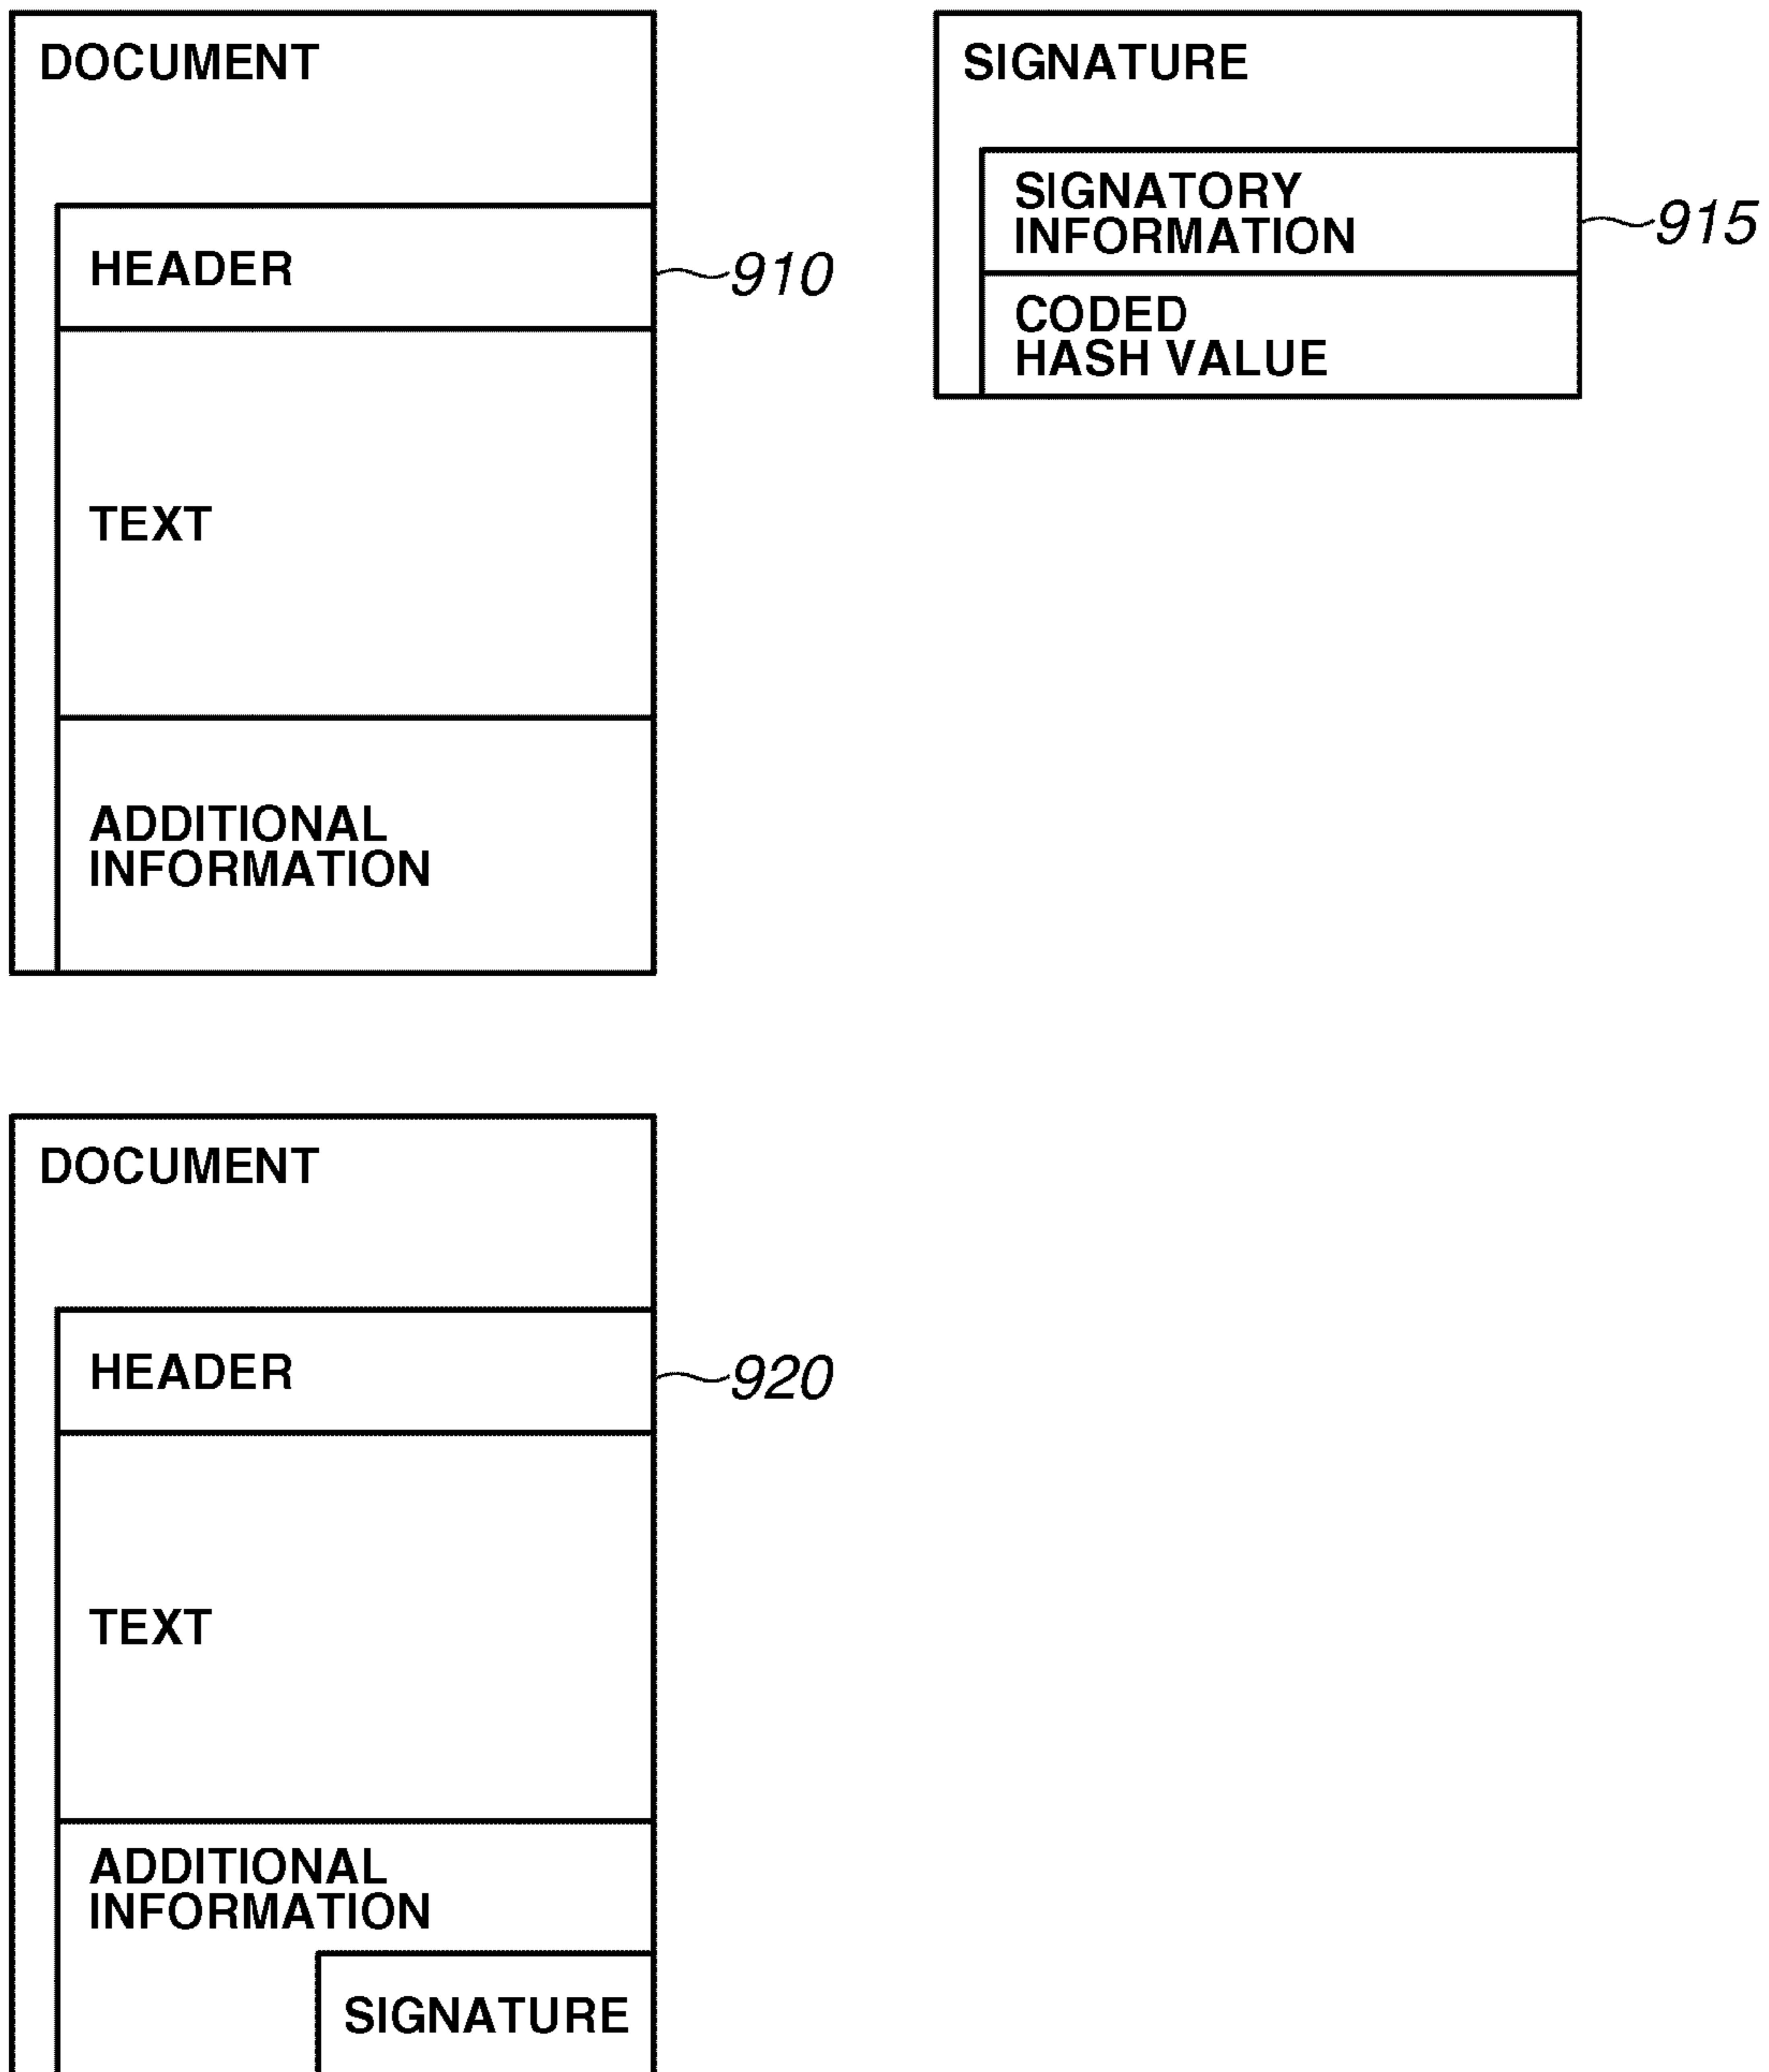 DOCUMENT
HEADER
910
TEXT
ADDITIONAL
INFORMATION
SIGNATURE
SIGNATORY
INFORMATION
915
CODED
HASH VALUE
DOCUMENT
HEADER
920
TEXT
ADDITIONAL
INFORMATION
SIGNATURE